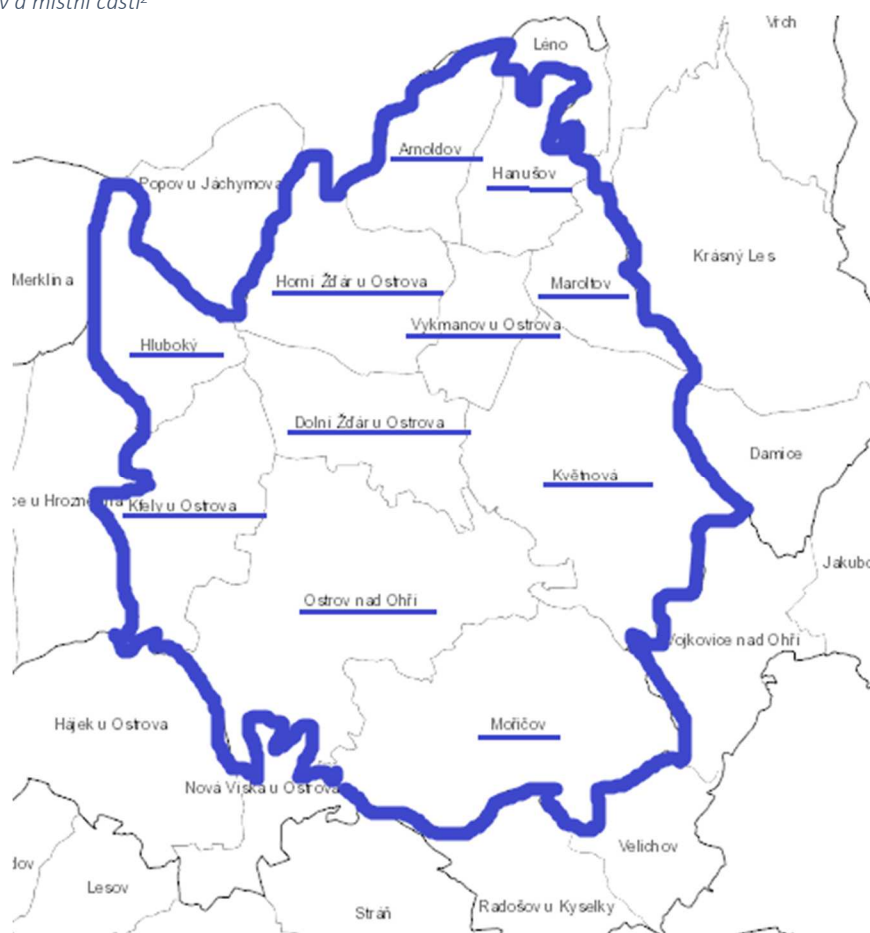 v a místní části²
Vrch
Léno
Arnoldov
Hanušov
Popov u Jáchymova
Krásný Les
Merklína
Horní Žďár u Ostrova
Maroltov
Vykmanov u Ostrova
Hluboký
Dolní Žďár u Ostrova
Damice
Květnová
ce u Hroznětína
Kfely u Ostrova
Jakubo
Ostrov nad Ohří
Vojkovice nad Ohří
Hájek u Ostrova
Mořičov
Nová Víska u Ostrova
Velichov
dov
Lesov
Stráň
Radošov u Kyselky